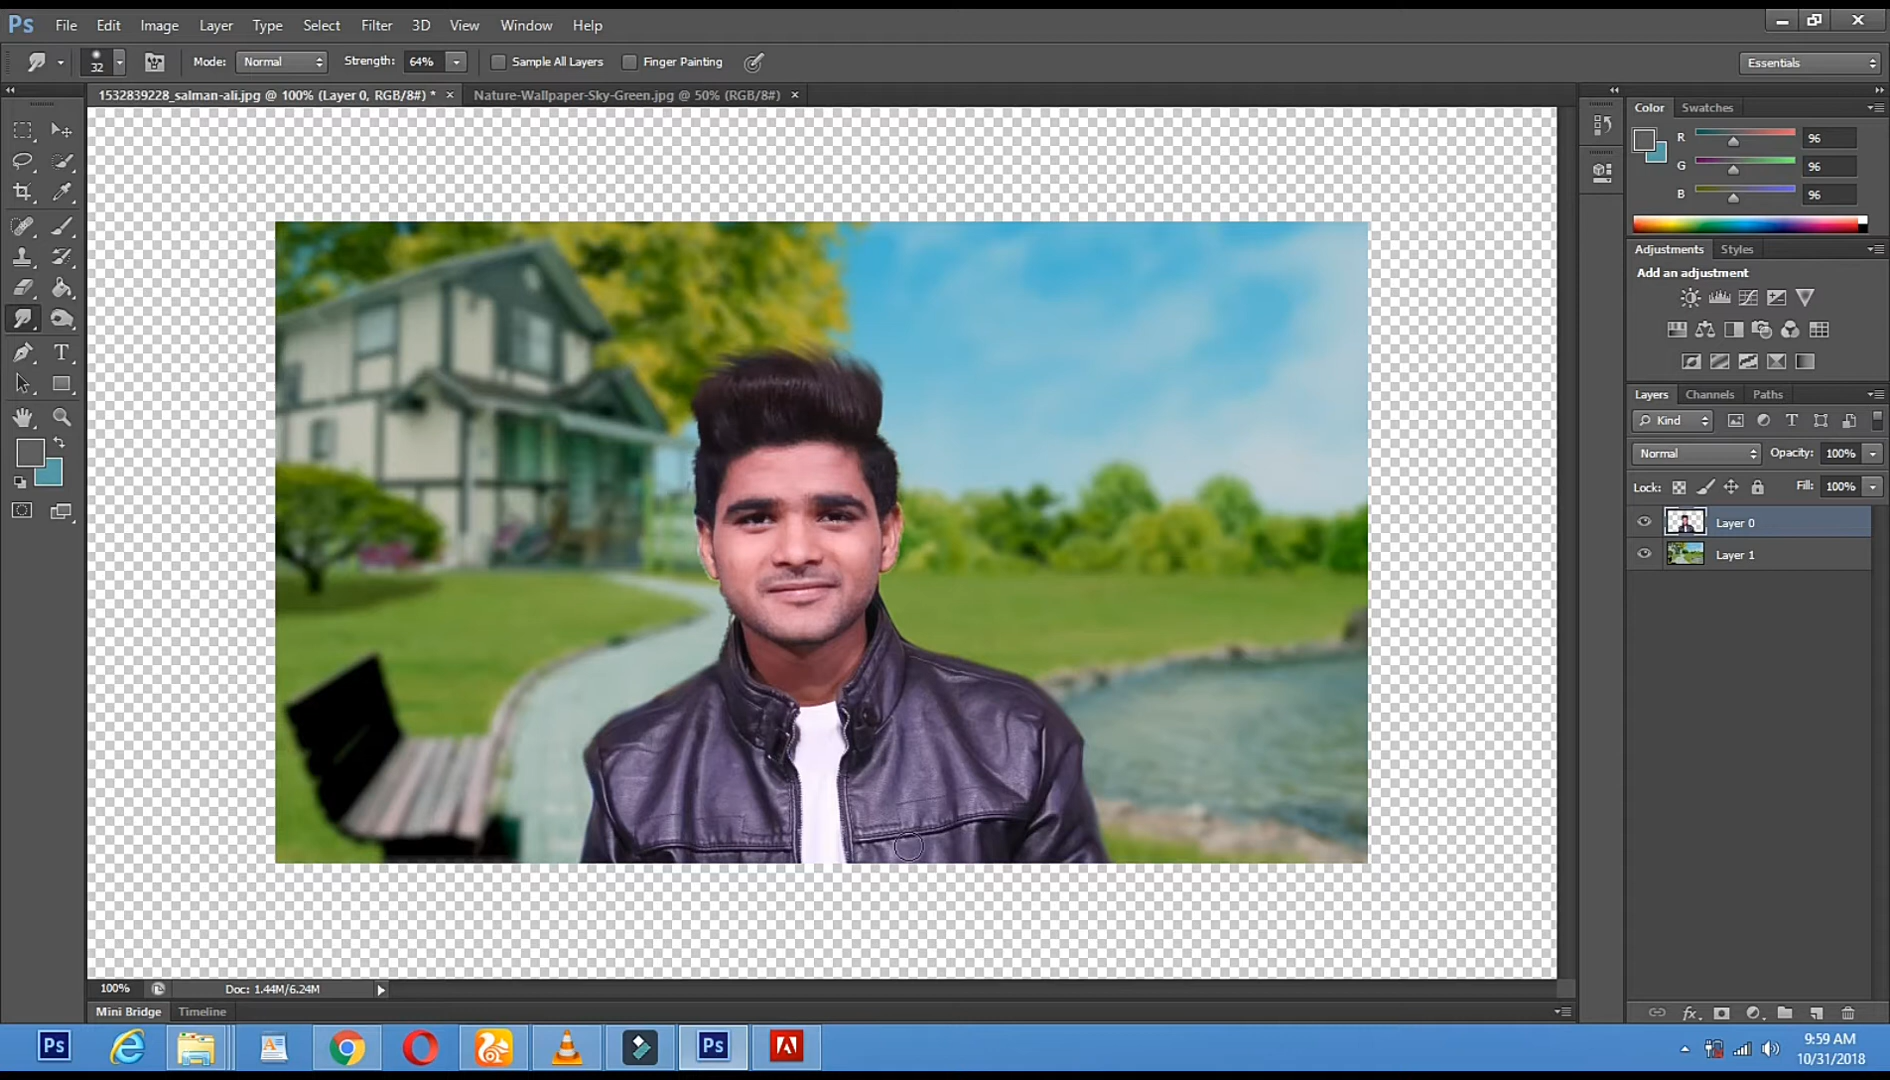 Ps File Edit Image Layer Type Select Filter 3D View Window Help
32 Mode: Normal Strength: 64% Sample All Layers Finger Painting Essentials
1532839228_salman-ali.jpg @ 100% (Layer 0, RGB/8#) * × Nature-Wallpaper-Sky-Green.jpg @ 50% (RGB/8#) ×
Color Swatches
R 96
G 96
B 96
Adjustments Styles
Add an adjustment
Layers Channels Paths
Kind T
Normal Opacity: 100%
Lock: Fill: 100%
Layer 0
Layer 1
T
fx
100% Doc: 1.44M/6.24M
Mini Bridge Timeline
Ps Ps
9:59 AM
10/31/2018